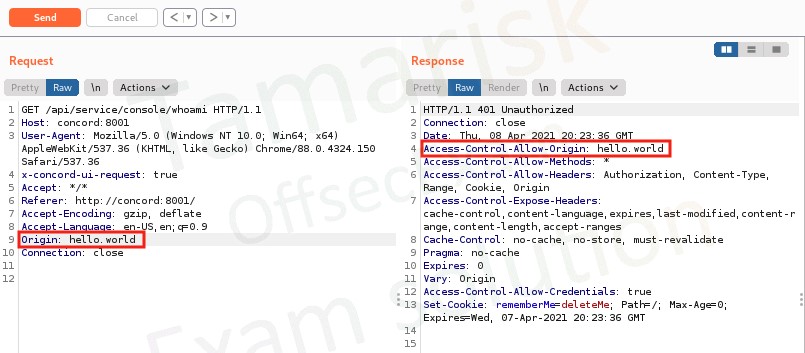 Send
Cancel
< ▾
> ▾
Request
Pretty Raw \n Actions
1 GET /api/service/console/whoami HTTP/1.1
2 Host: concord:8001
3 User-Agent: Mozilla/5.0 (Windows NT 10.0; Win64; x64)
AppleWebKit/537.36 (KHTML, like Gecko) Chrome/88.0.4324.150
Safari/537.36
4 x-concord-ui-request: true
5 Accept: */*
6 Referer: http://concord:8001/
7 Accept-Encoding: gzip, deflate
8 Accept-Language: en-US,en;q=0.9
9 Origin: hello.world
10 Connection: close
11
12
Response
Pretty Raw Render \n Actions
1 HTTP/1.1 401 Unauthorized
2 Connection: close
3 Date: Thu, 08 Apr 2021 20:23:36 GMT
4 Access-Control-Allow-Origin: hello.world
5 Access-Control-Allow-Methods: *
6 Access-Control-Allow-Headers: Authorization, Content-Type,
Range, Cookie, Origin
7 Access-Control-Expose-Headers:
cache-control,content-language,expires,last-modified,content-r
ange,content-length,accept-ranges
8 Cache-Control: no-cache, no-store, must-revalidate
9 Pragma: no-cache
10 Expires: 0
11 Vary: Origin
12 Access-Control-Allow-Credentials: true
13 Set-Cookie: rememberMe=deleteMe; Path=/; Max-Age=0;
Expires=Wed, 07-Apr-2021 20:23:36 GMT
14
15
Tamarisk
Offsec
Exam solution